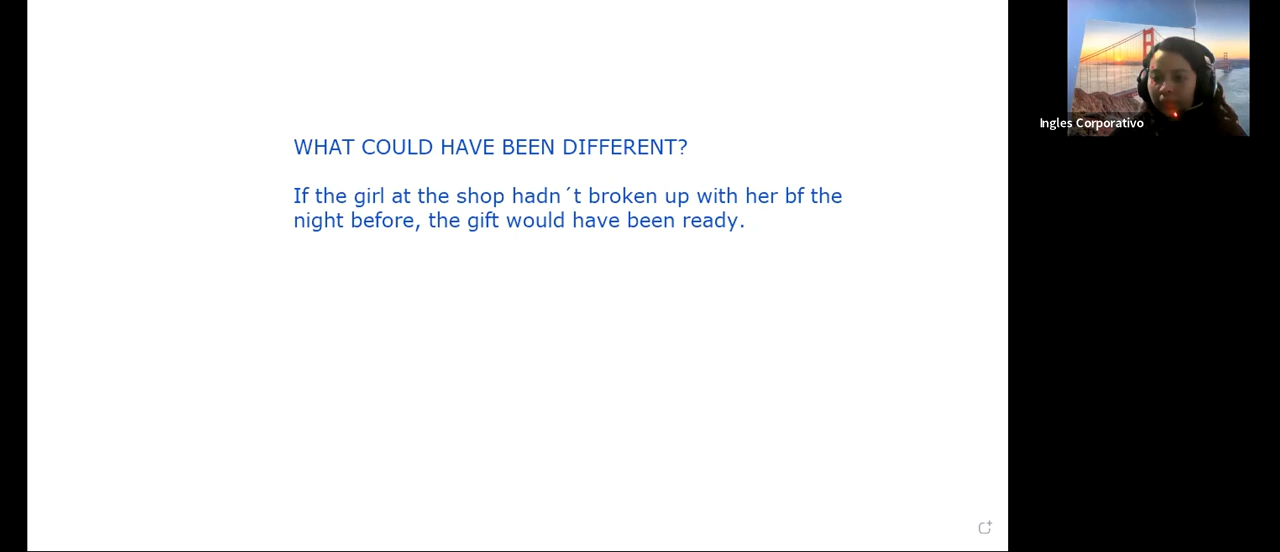 WHAT COULD HAVE BEEN DIFFERENT?
If the girl at the shop hadn´t broken up with her bf the
night before, the gift would have been ready.
Ingles Corporativo